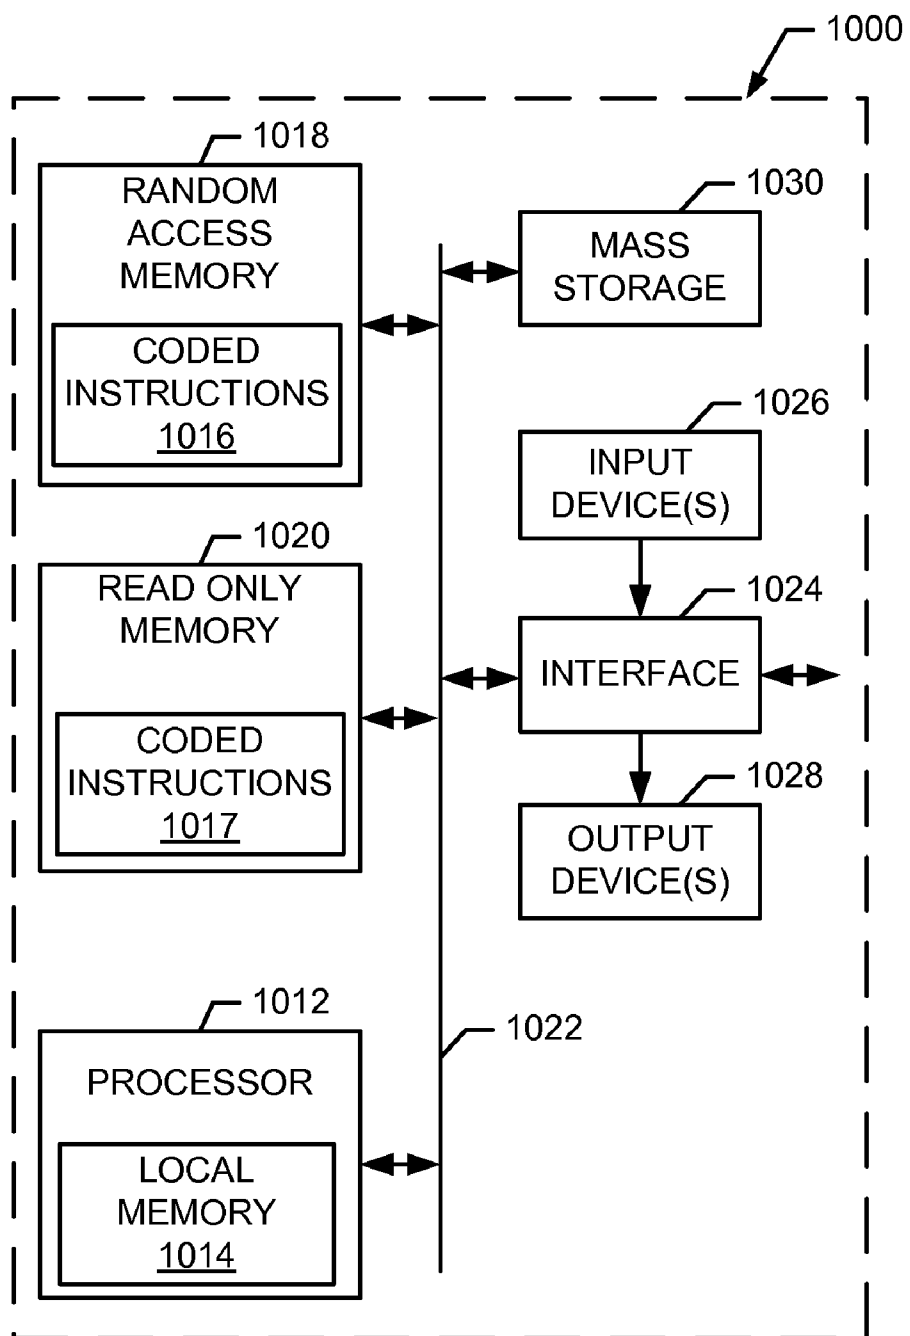 1000
1018
RANDOM
ACCESS
MEMORY
CODED
INSTRUCTIONS
1016
1030
MASS
STORAGE
1026
INPUT
DEVICE(S)
1020
READ ONLY
MEMORY
CODED
INSTRUCTIONS
1017
1024
INTERFACE
1028
OUTPUT
DEVICE(S)
1012
PROCESSOR
LOCAL
MEMORY
1014
1022